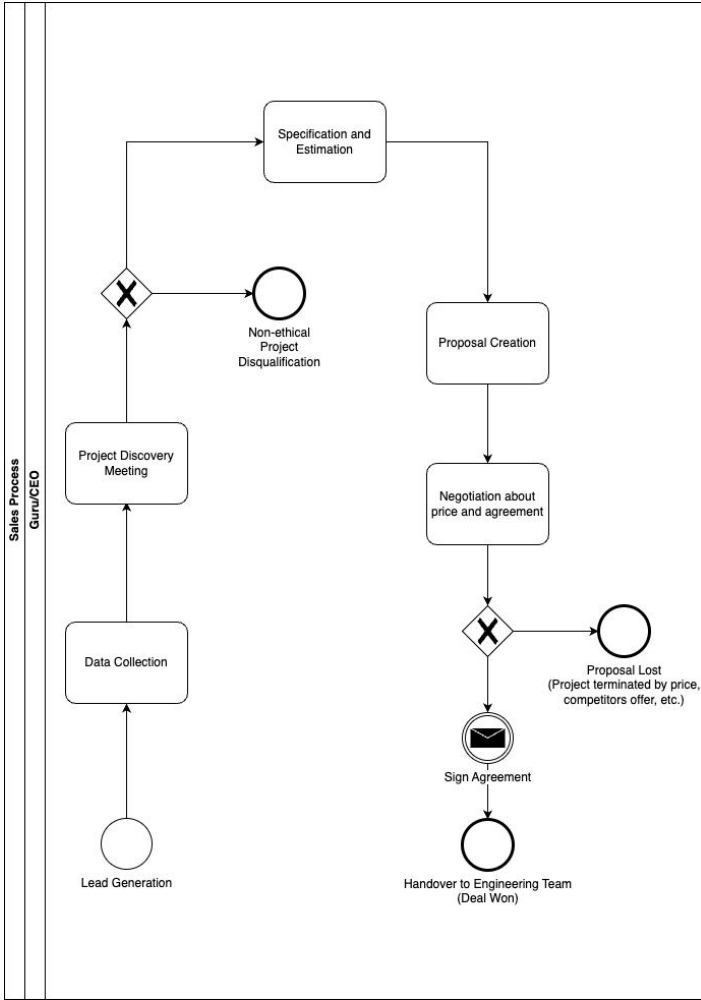 Sales Process
Guru/CEO
Specification and
Estimation
Non-ethical
Project
Disqualification
Proposal Creation
Project Discovery
Meeting
Negotiation about
price and agreement
Data Collection
Proposal Lost
(Project terminated by price,
competitors offer, etc.)
Sign Agreement
Lead Generation
Handover to Engineering Team
(Deal Won)